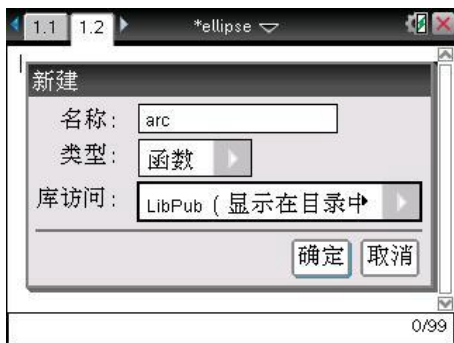 1.1 1.2 *ellipse
新建
名称: arc
类型: 函数
库访问: LibPub ( 显示在目录中
确定 取消
0/99